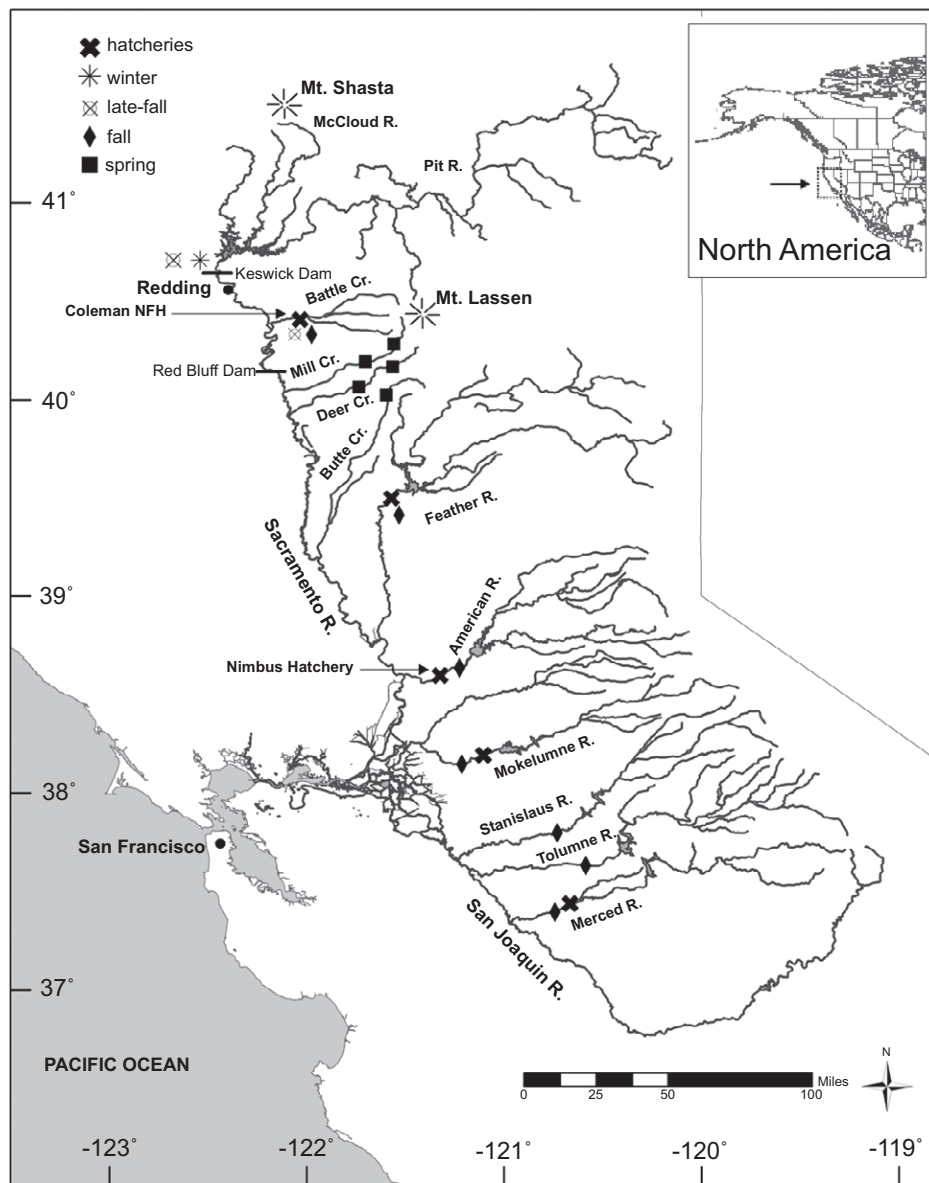 hatcheries
winter
late-fall
fall
spring
Mt. Shasta
McCloud R.
Pit R.
North America
41˚
Keswick Dam
Redding
Battle Cr.
Mt. Lassen
Coleman NFH
Mill Cr.
Red Bluff Dam
40˚
Deer Cr.
Butte Cr.
Feather R.
Sacramento R.
39˚
American R.
Nimbus Hatchery
Mokelumne R.
38˚
Stanislaus R.
San Francisco
Tolumne R.
Merced R.
San Joaquin R.
37˚
PACIFIC OCEAN
N
Miles
0 25 50 100
-123˚ -122˚ -121˚ -120˚ -119˚